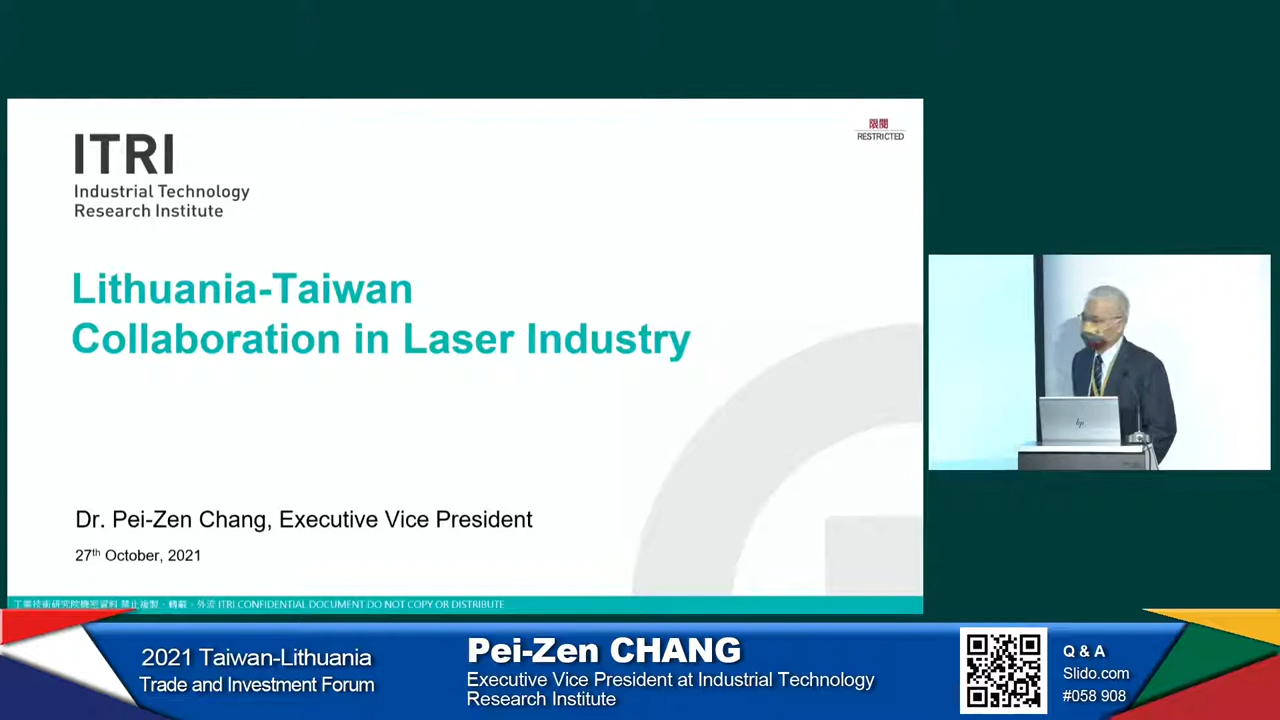 ITRI
Industrial Technology
Research Institute
限閱
RESTRICTED
Lithuania-Taiwan
Collaboration in Laser Industry
Dr. Pei-Zen Chang, Executive Vice President
27th October, 2021
工業技術研究院機密資料 禁止複製、轉載、外流 ITRI CONFIDENTIAL DOCUMENT DO NOT COPY OR DISTRIBUTE
hp
2021 Taiwan-Lithuania
Trade and Investment Forum
Pei-Zen CHANG
Executive Vice President at Industrial Technology
Research Institute
Q & A
Slido.com
#058 908